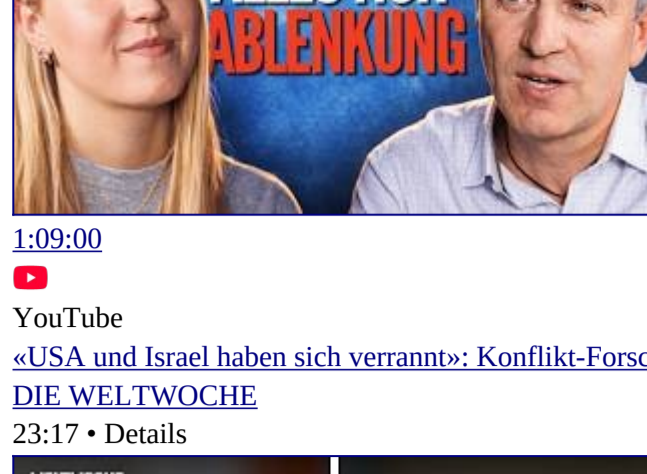 ABLENKUNG
1:09:00
YouTube
«USA und Israel haben sich verrannt»: Konflikt-Forsc
DIE WELTWOCHE
23:17 • Details